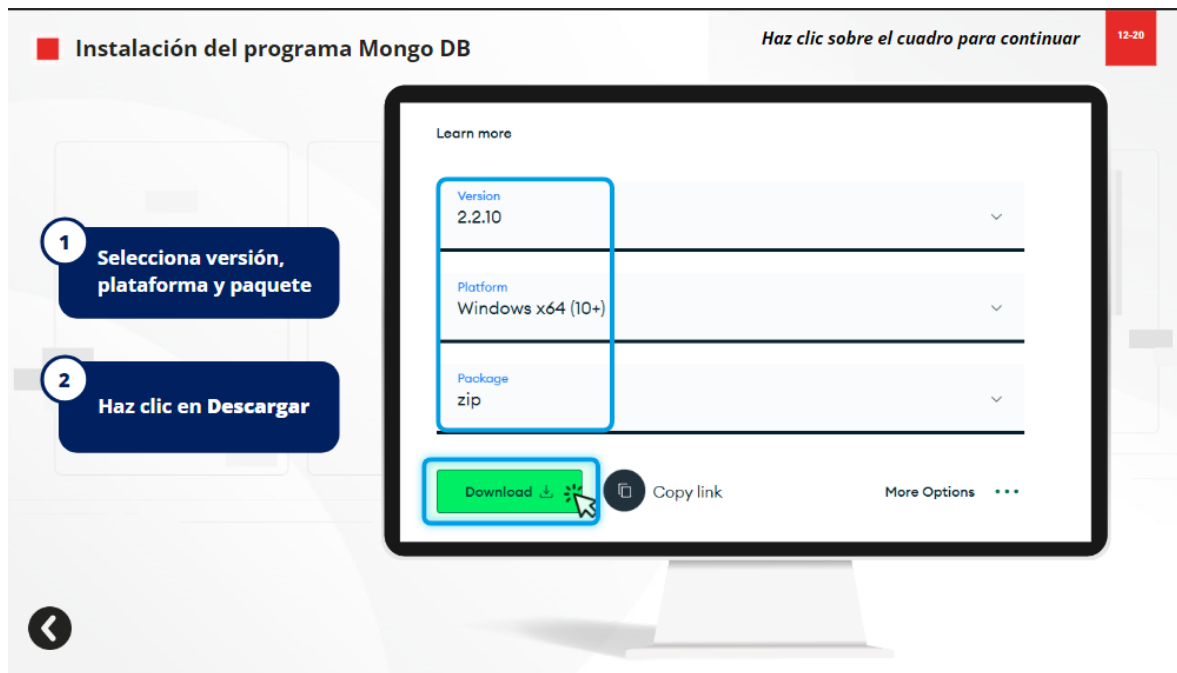 Instalación del programa Mongo DB
Haz clic sobre el cuadro para continuar
12-20
Learn more
1
Selecciona versión,
plataforma y paquete
Version
2.2.10
Platform
Windows x64 (10+)
2
Haz clic en Descargar
Package
zip
Download
Copy link
More Options